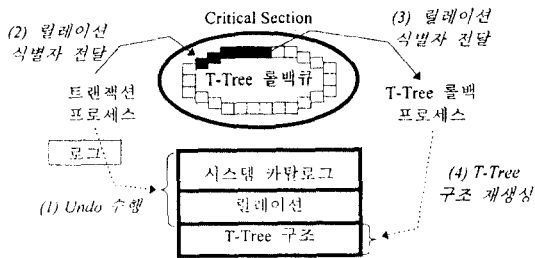 Critical Section
(2) 릴레이션
식별자 전달
(3) 릴레이션
식별자 전달
T-Tree 롤백큐
트랜잭션
프로세스
T-Tree 롤백
프로세스
로그
시스템 카탈로그
릴레이션
T-Tree 구조
(1) Undo 수행
(4) T-Tree
구조 재생성